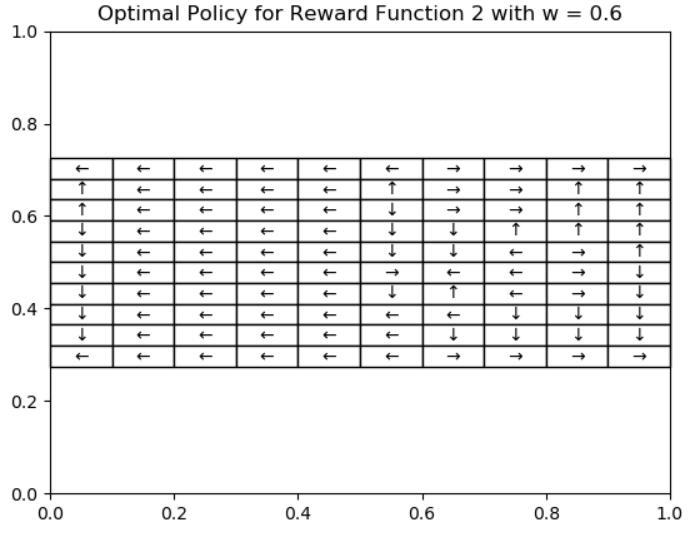 Optimal Policy for Reward Function 2 with w = 0.6
1.0
0.8
0.6
0.4
0.2
0.0
← ← ← ← ← ← → → → →
↑ ← ← ← ← ↑ → → ↑ ↑
↑ ← ← ← ← ↓ → → ↑ ↑
↓ ← ← ← ← ↓ ↓ ↑ ↑ ↑
↓ ← ← ← ← ↓ ↓ ← → ↑
↓ ← ← ← ← → ← ← → ↓
↓ ← ← ← ← ↓ ↑ ← → ↓
↓ ← ← ← ← ← ← ↓ ↓ ↓
↓ ← ← ← ← ← ↓ ↓ ↓ ↓
← ← ← ← ← ← → → → →
0.0 0.2 0.4 0.6 0.8 1.0